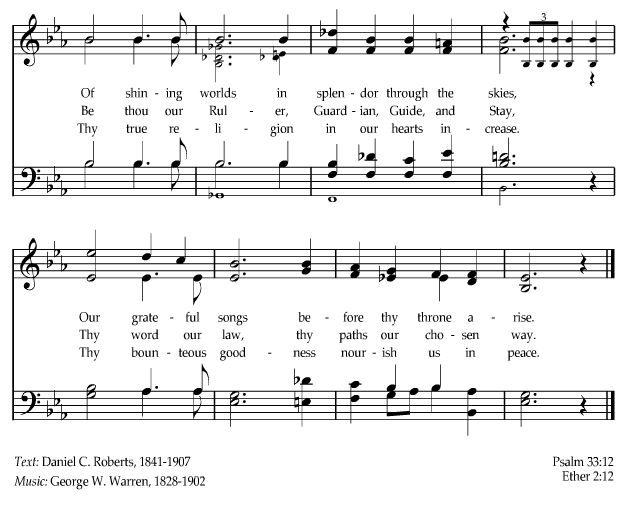 3
Of shin - ing worlds in splen - dor through the skies,
Be thou our Rul - er, Guard - ian, Guide, and Stay,
Thy true re - li - gion in our hearts in - crease.
Our grate - ful songs be - fore thy throne a - rise.
Thy word our law, thy paths our cho - sen way.
Thy boun - teous good - ness nour - ish us in peace.
Text: Daniel C. Roberts, 1841-1907
Music: George W. Warren, 1828-1902
Psalm 33:12
Ether 2:12